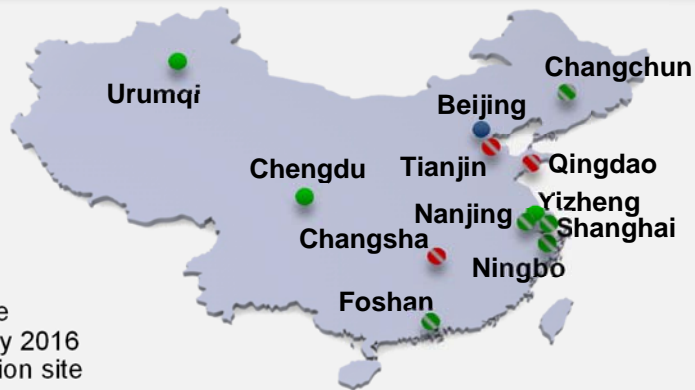 Changchun
Urumqi
Beijing
Chengdu
Tianjin
Qingdao
Yizheng
Nanjing
Shanghai
Changsha
Ningbo
Foshan
e
y 2016
ion site